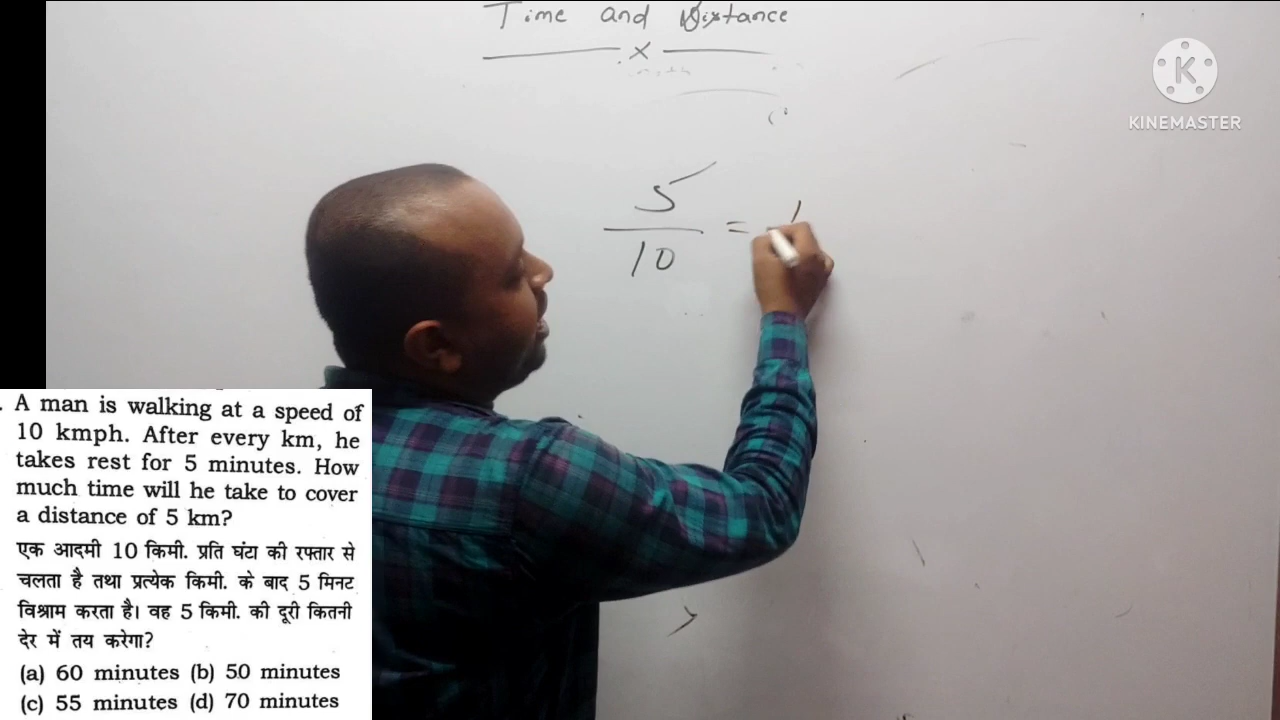 Time and Distance
x
KINEMASTER
5
10
=
. A man is walking at a speed of
10 kmph. After every km, he
takes rest for 5 minutes. How
much time will he take to cover
a distance of 5 km?
एक आदमी 10 किमी. प्रति घंटा की रफ्तार से
चलता है तथा प्रत्येक किमी. के बाद 5 मिनट
विश्राम करता है। वह 5 किमी. की दूरी कितनी
देर में तय करेगा?
(a) 60 minutes (b) 50 minutes
(c) 55 minutes (d) 70 minutes